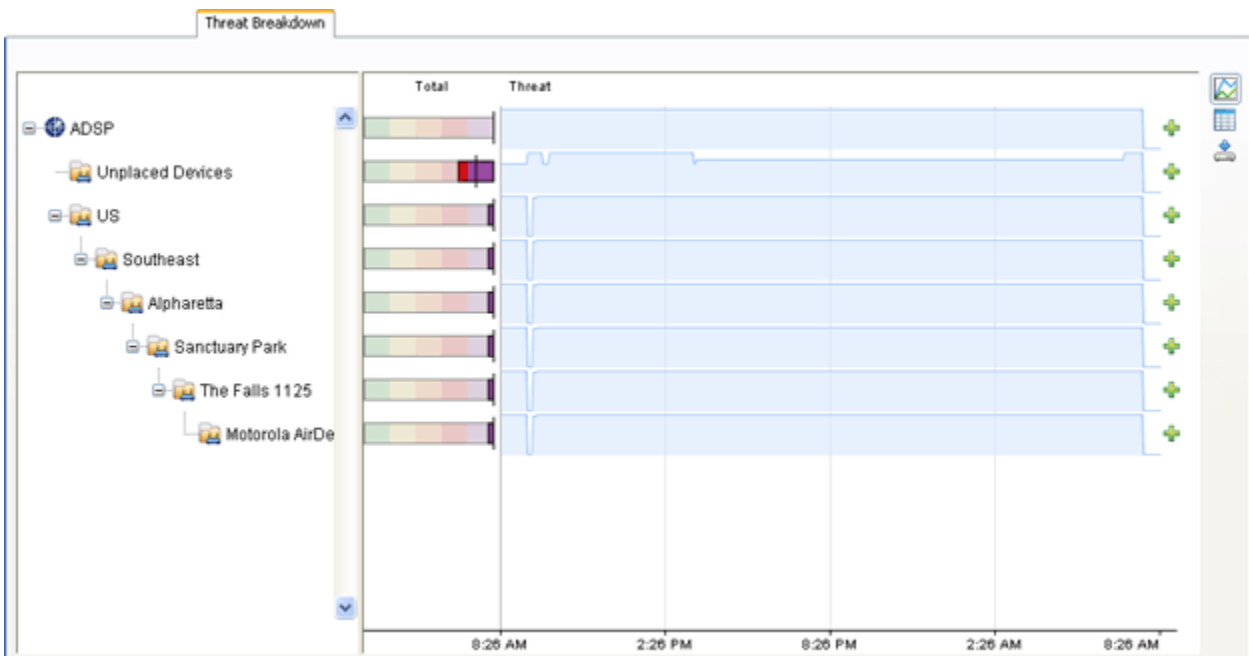 Threat Breakdown
Total Threat
ADSP
Unplaced Devices
US
Southeast
Alpharetta
Sanctuary Park
The Falls 1125
Motorola AirDe
8:26 AM 2:26 PM 8:26 PM 2:26 AM 8:26 AM